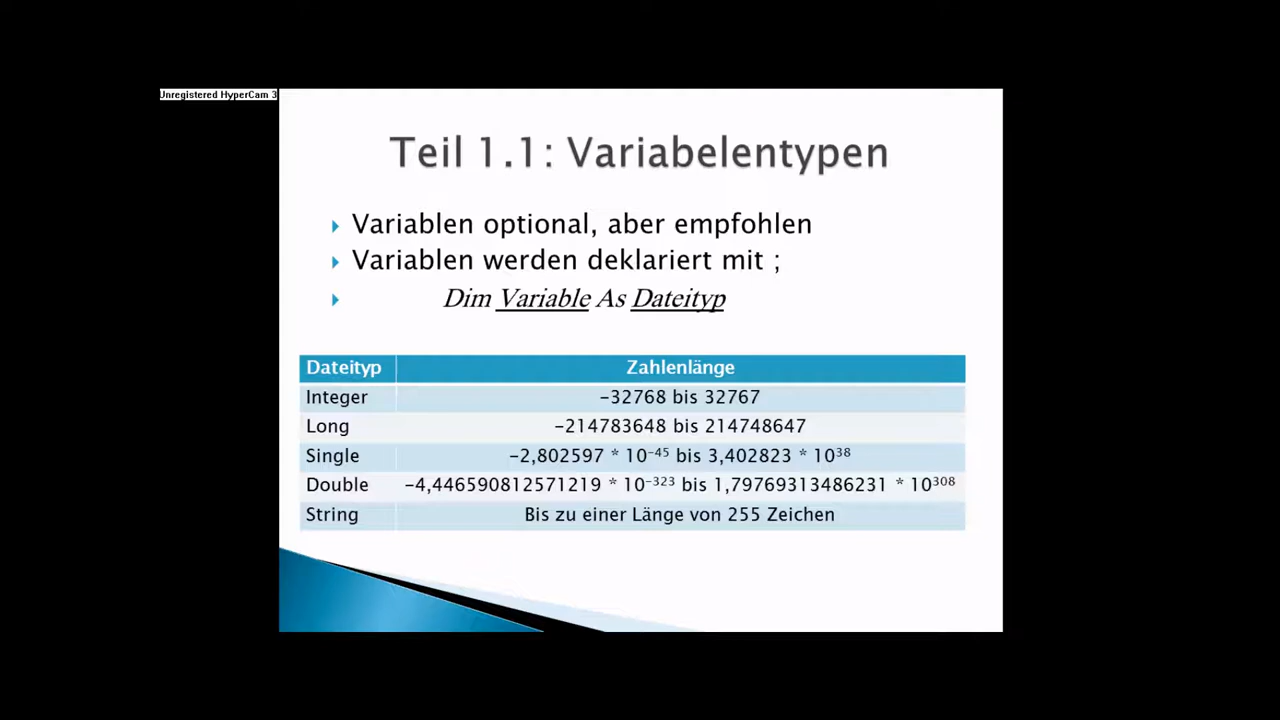 Unregistered HyperCam 3
Teil 1.1: Variabelentypen
Variablen optional, aber empfohlen
Variablen werden deklariert mit ;
Dim Variable As Dateityp
Dateityp Zahlenlänge
Integer -32768 bis 32767
Long -214783648 bis 214748647
Single -2,802597 * 10⁻⁴⁵ bis 3,402823 * 10³⁸
Double -4,446590812571219 * 10⁻³²³ bis 1,79769313486231 * 10³⁰⁸
String Bis zu einer Länge von 255 Zeichen